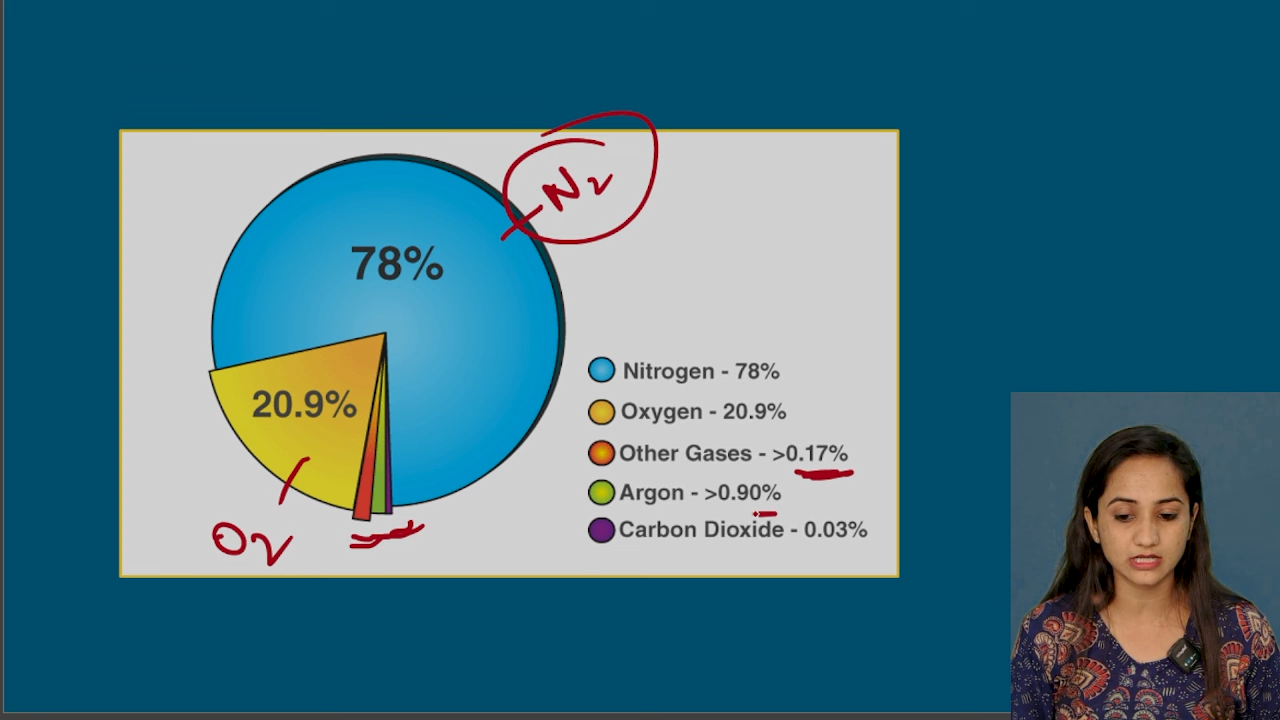 N2
78%
20.9%
O2
Nitrogen - 78%
Oxygen - 20.9%
Other Gases - >0.17%
Argon - >0.90%
Carbon Dioxide - 0.03%